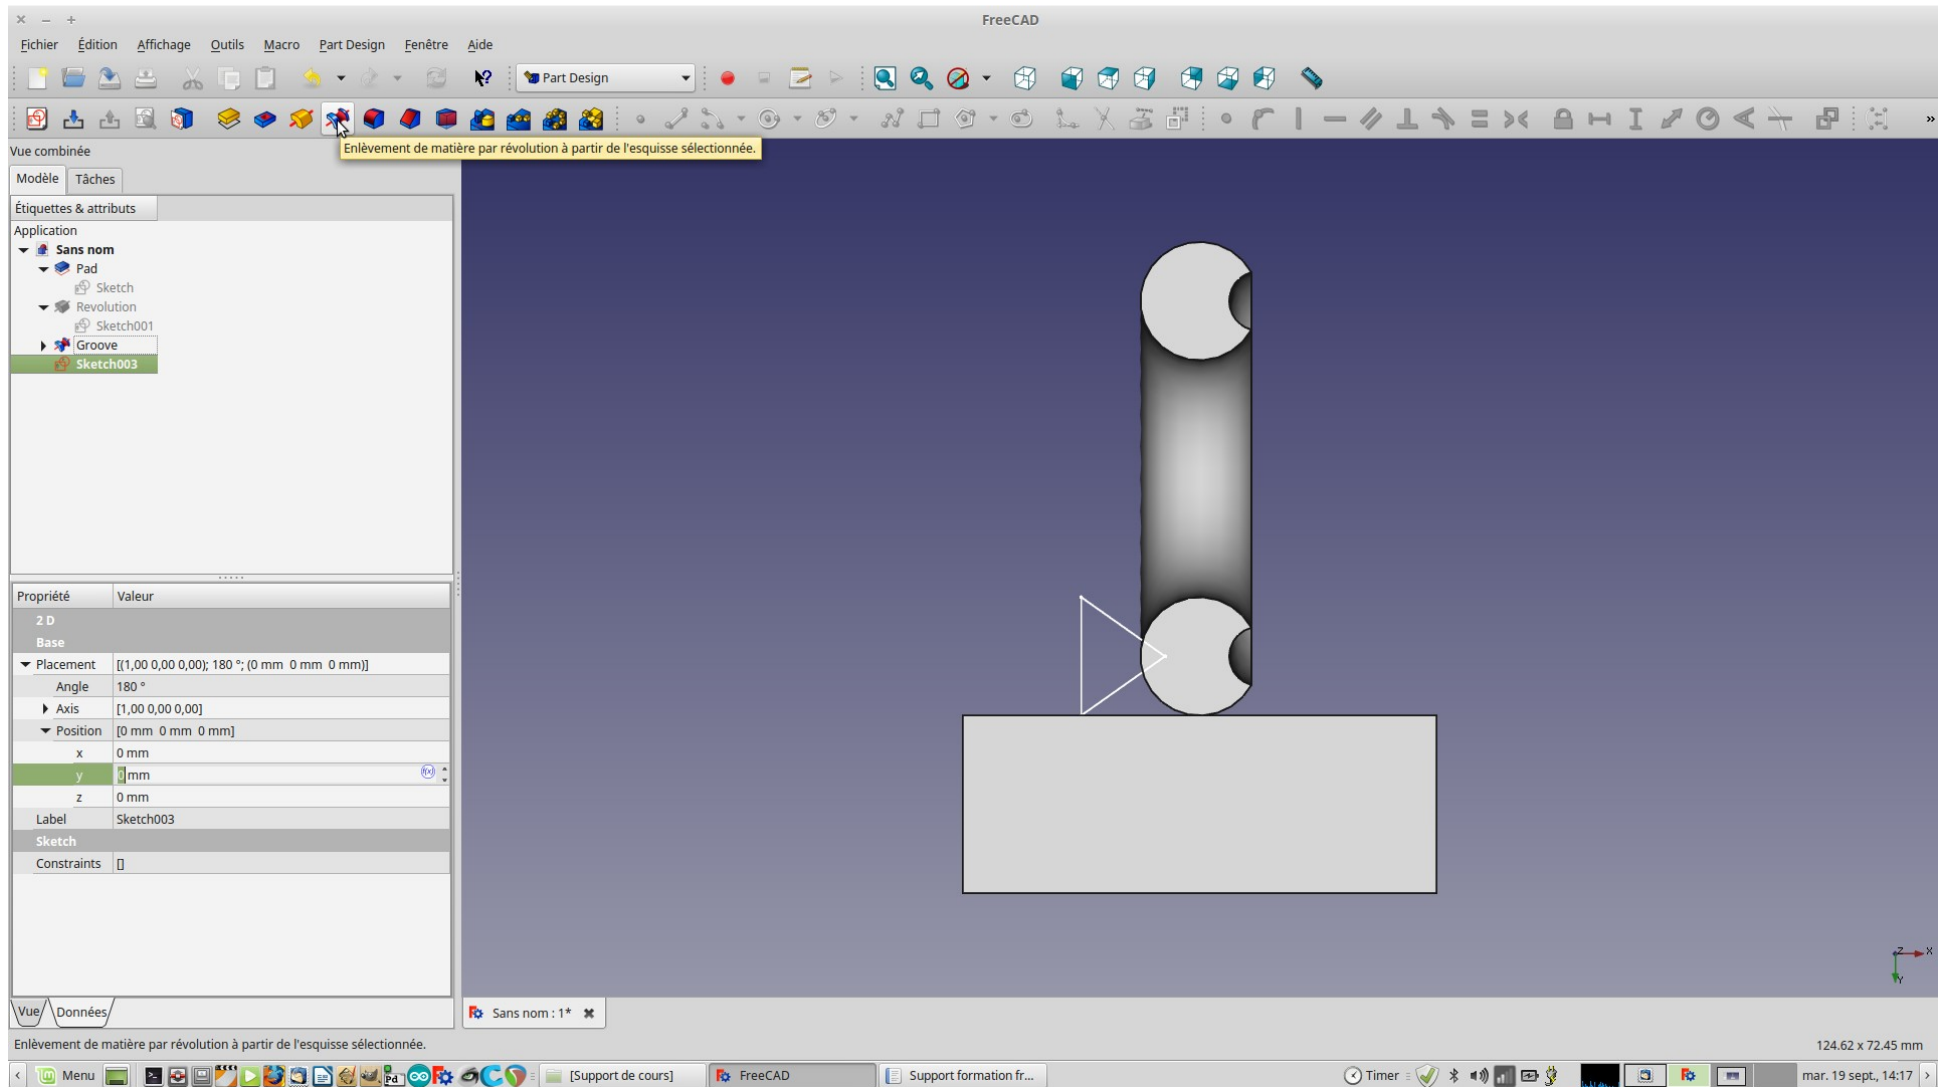 FreeCAD
Fichier Édition Affichage Outils Macro Part Design Fenêtre Aide
Part Design
»
Enlèvement de matière par révolution à partir de l'esquisse sélectionnée.
Vue combinée
Modèle Tâches
Étiquettes & attributs
Application
Sans nom
Pad
Sketch
Revolution
Sketch001
Groove
Sketch003
Propriété Valeur
2 D
Base
Placement [(1,00 0,00 0,00); 180 °; (0 mm 0 mm 0 mm)]
Angle 180 °
Axis [1,00 0,00 0,00]
Position [0 mm 0 mm 0 mm]
x 0 mm
y 0 mm
z 0 mm
Label Sketch003
Sketch
Constraints []
Z X
Y
Vue Données
Sans nom : 1*
Enlèvement de matière par révolution à partir de l'esquisse sélectionnée.
124.62 x 72.45 mm
Menu Pd [Support de cours] FreeCAD Support formation fr... Timer mar. 19 sept., 14:17